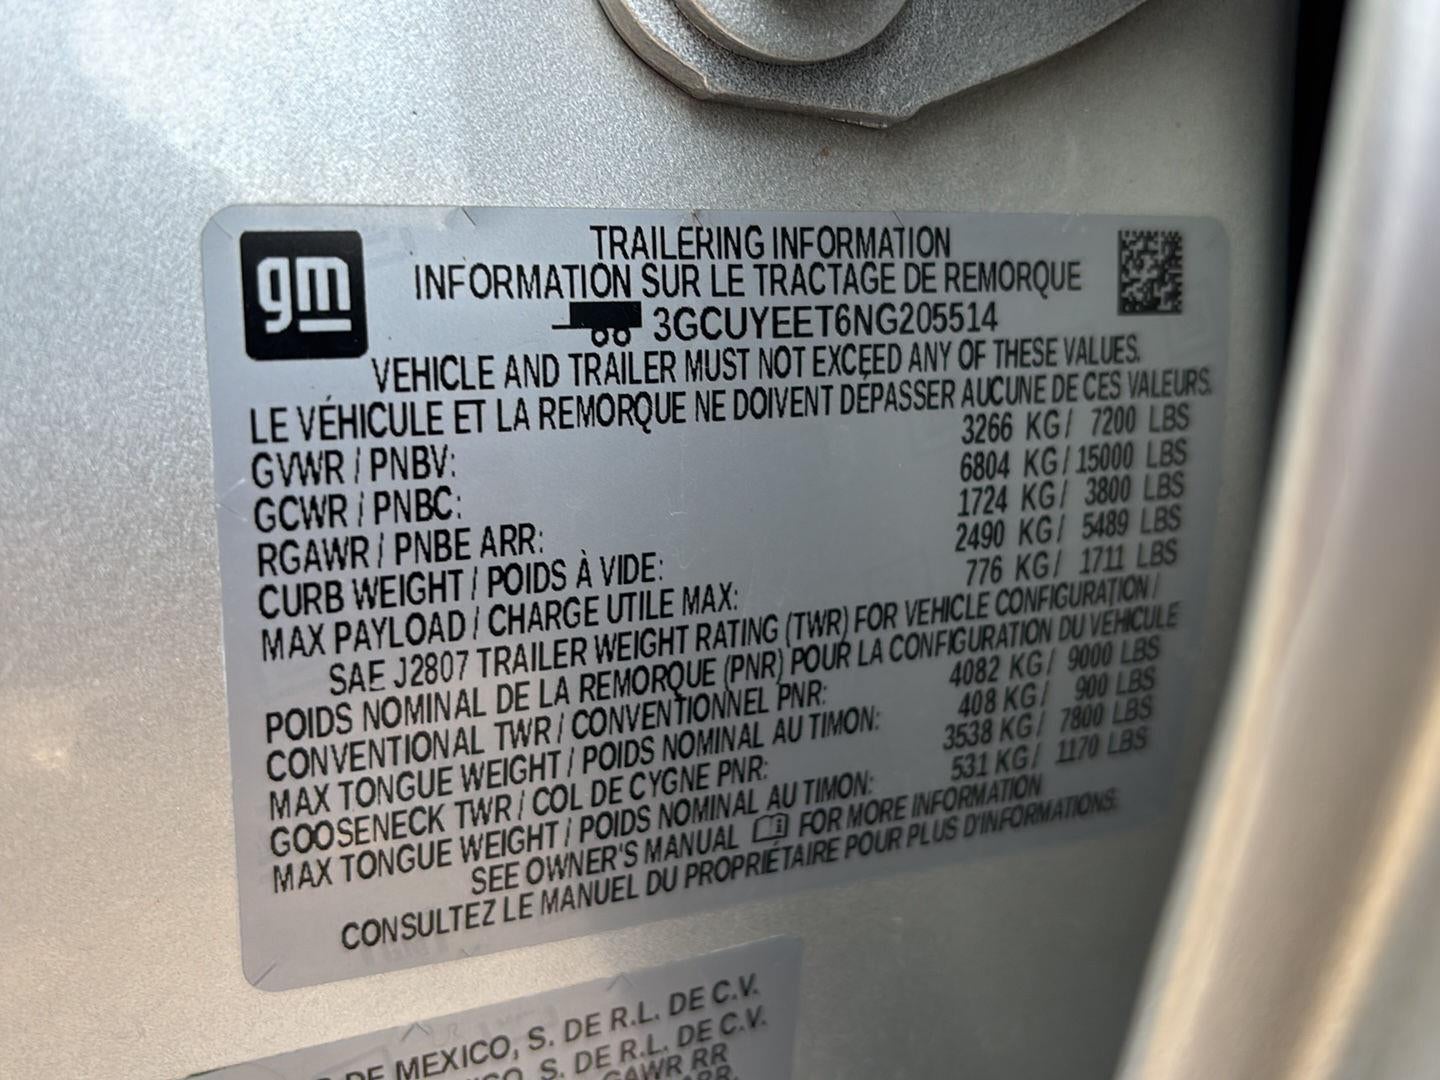 gm
TRAILERING INFORMATION
INFORMATION SUR LE TRACTAGE DE REMORQUE
3GCUYEET6NG205514
VEHICLE AND TRAILER MUST NOT EXCEED ANY OF THESE VALUES.
LE VÉHICULE ET LA REMORQUE NE DOIVENT DÉPASSER AUCUNE DE CES VALEURS.
GVWR / PNBV: 3266 KG / 7200 LBS
GCWR / PNBC: 6804 KG / 15000 LBS
RGAWR / PNBE ARR: 1724 KG / 3800 LBS
CURB WEIGHT / POIDS À VIDE: 2490 KG / 5489 LBS
MAX PAYLOAD / CHARGE UTILE MAX: 776 KG / 1711 LBS
SAE J2807 TRAILER WEIGHT RATING (TWR) FOR VEHICLE CONFIGURATION /
POIDS NOMINAL DE LA REMORQUE (PNR) POUR LA CONFIGURATION DU VÉHICULE
CONVENTIONAL TWR / CONVENTIONNEL PNR: 4082 KG / 9000 LBS
MAX TONGUE WEIGHT / POIDS NOMINAL AU TIMON: 408 KG / 900 LBS
GOOSENECK TWR / COL DE CYGNE PNR: 3538 KG / 7800 LBS
MAX TONGUE WEIGHT / POIDS NOMINAL AU TIMON: 531 KG / 1170 LBS
SEE OWNER'S MANUAL FOR MORE INFORMATION
CONSULTEZ LE MANUEL DU PROPRIÉTAIRE POUR PLUS D'INFORMATIONS.
DE MEXICO, S. DE R.L. DE C.V.
S. DE R.L. DE C.V.
GAWR RR